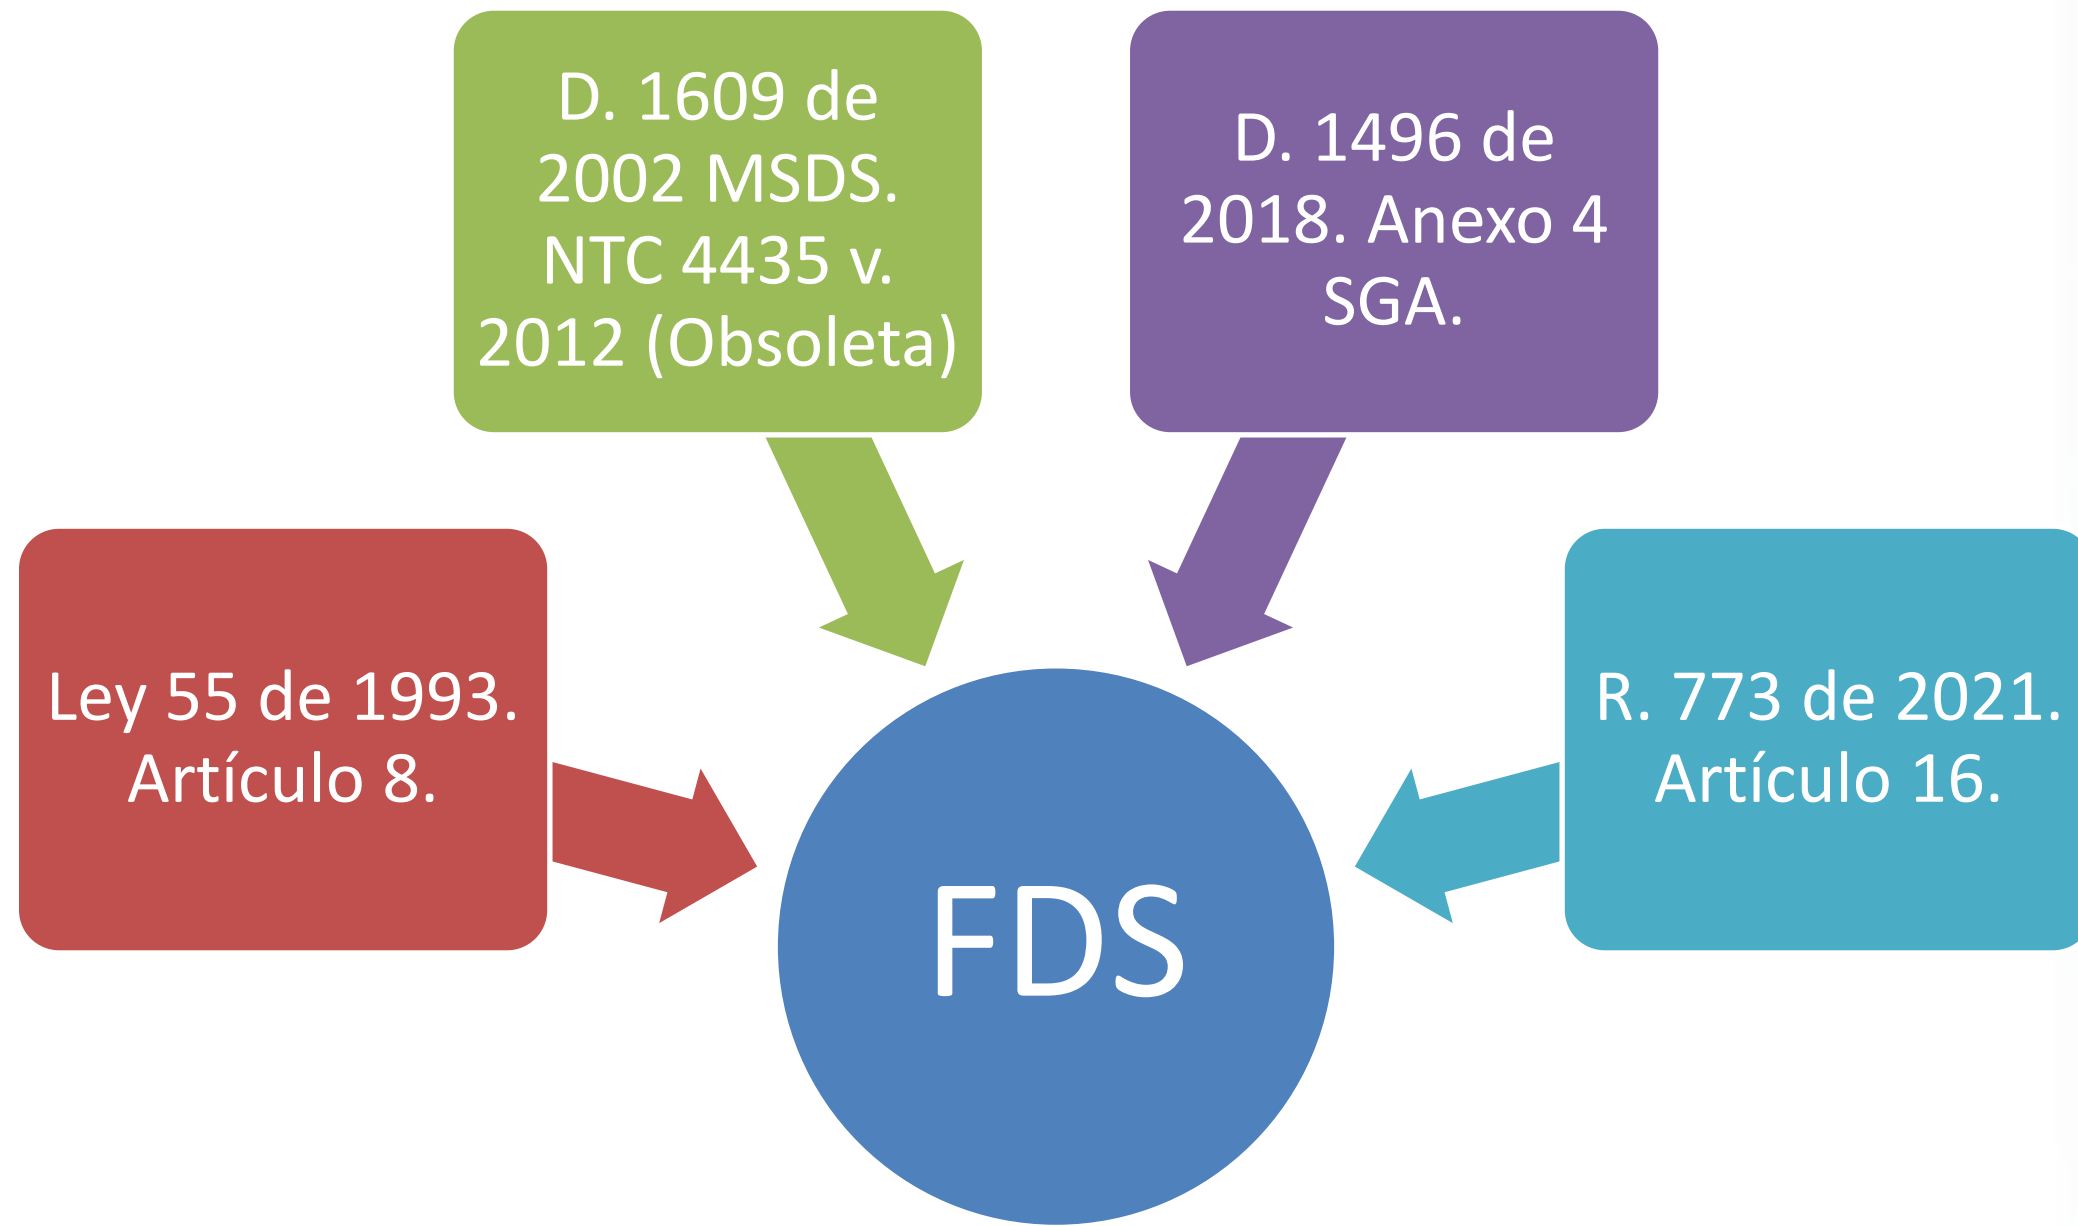 D. 1609 de
2002 MSDS.
NTC 4435 v.
2012 (Obsoleta)
D. 1496 de
2018. Anexo 4
SGA.
Ley 55 de 1993.
Artículo 8.
R. 773 de 2021.
Artículo 16.
FDS